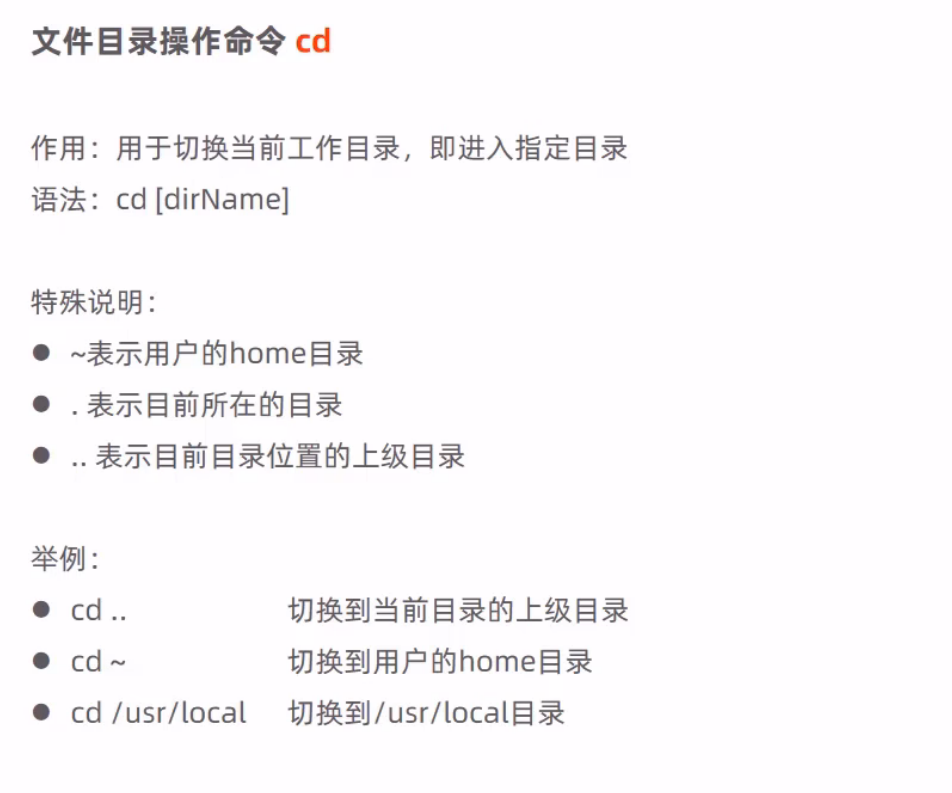 文件目录操作命令 cd
作用：用于切换当前工作目录，即进入指定目录
语法：cd [dirName]
特殊说明：
● ~表示用户的home目录
● . 表示目前所在的目录
● .. 表示目前目录位置的上级目录
举例：
● cd .. 切换到当前目录的上级目录
● cd ~ 切换到用户的home目录
● cd /usr/local 切换到/usr/local目录